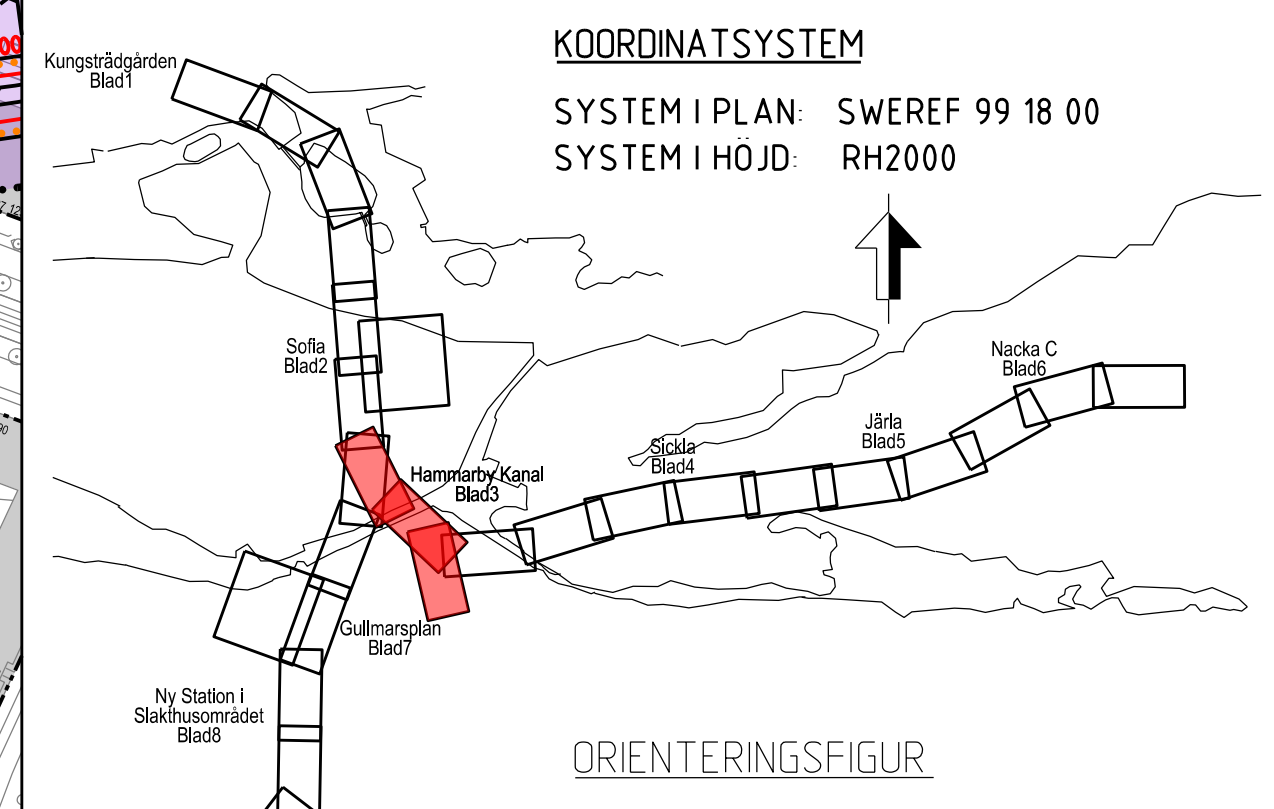 KOORDINATSYSTEM
SYSTEM I PLAN: SWEREF 99 18 00
SYSTEM I HÖJD: RH2000
Kungsträdgården
Blad1
Sofia
Blad2
Hammarby Kanal
Blad3
Sickla
Blad4
Järla
Blad5
Nacka C
Blad6
Gullmarsplan
Blad7
Ny Station i
Slakthusområdet
Blad8
ORIENTERINGSFIGUR